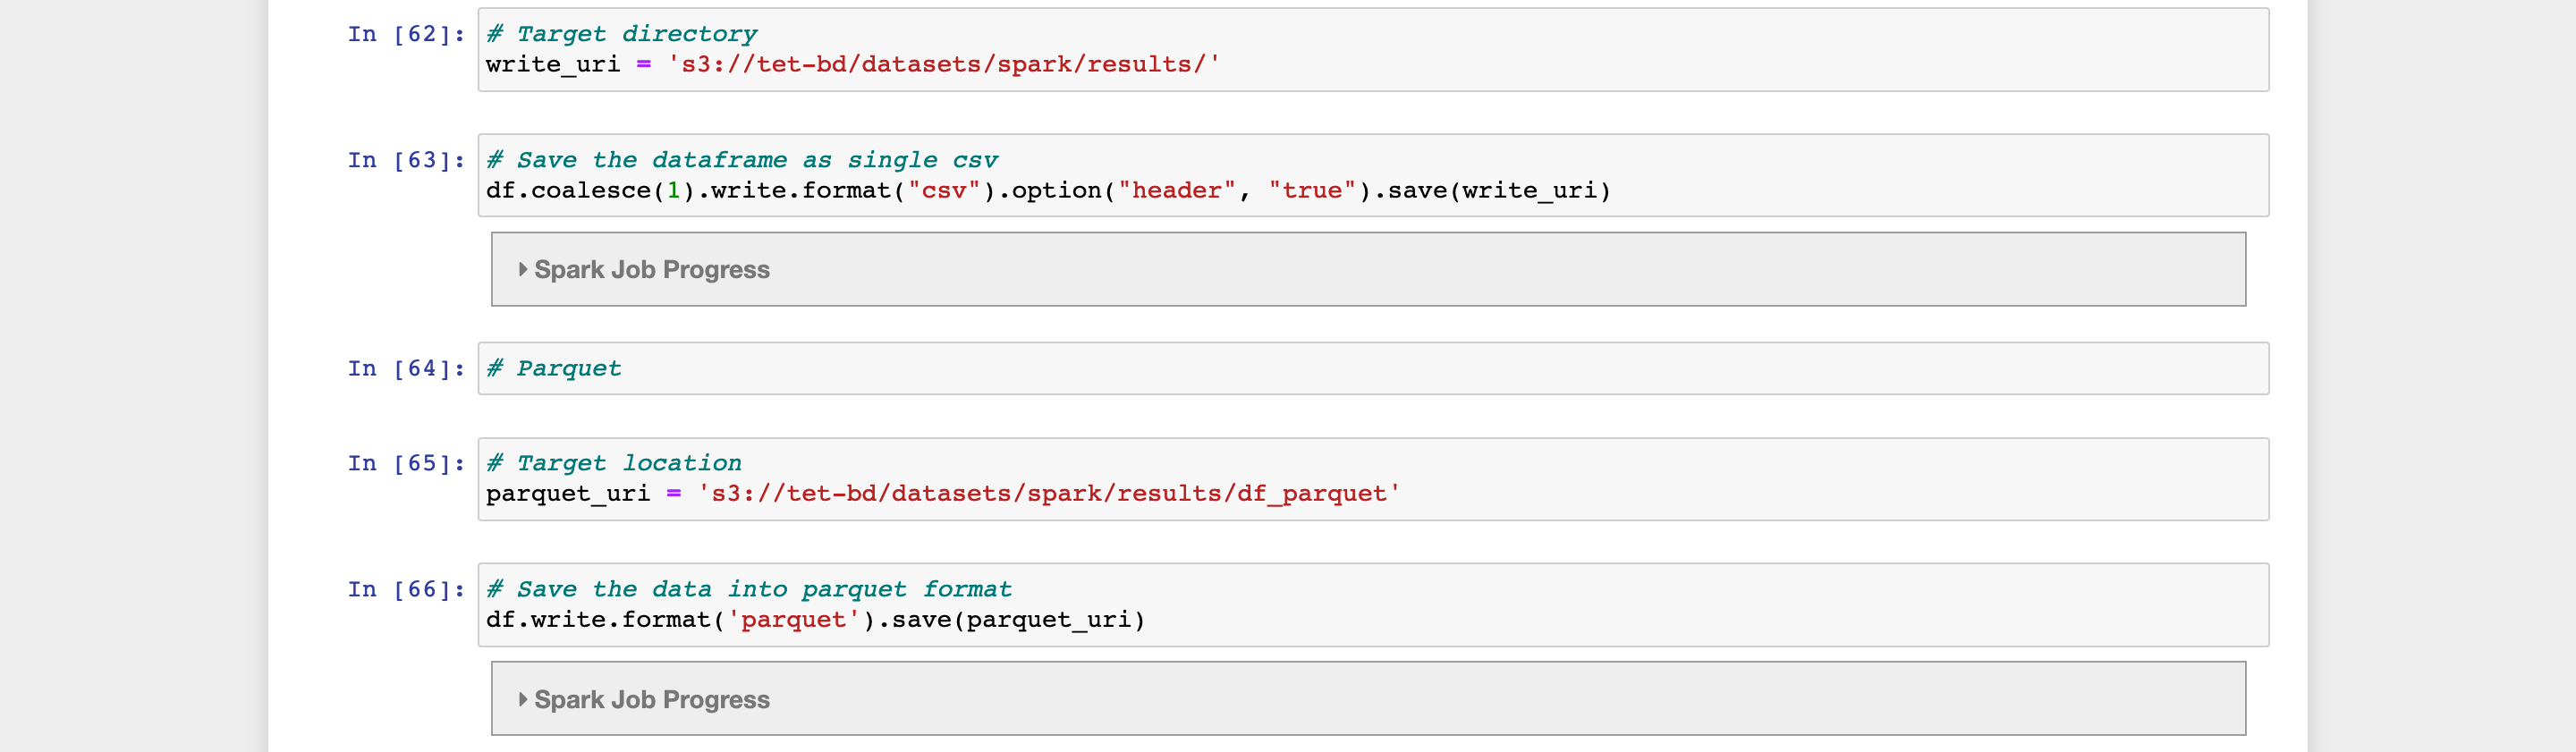 In [62]: # Target directory
write_uri = 's3://tet-bd/datasets/spark/results/'
In [63]: # Save the dataframe as single csv
df.coalesce(1).write.format("csv").option("header", "true").save(write_uri)
Spark Job Progress
In [64]: # Parquet
In [65]: # Target location
parquet_uri = 's3://tet-bd/datasets/spark/results/df_parquet'
In [66]: # Save the data into parquet format
df.write.format('parquet').save(parquet_uri)
Spark Job Progress